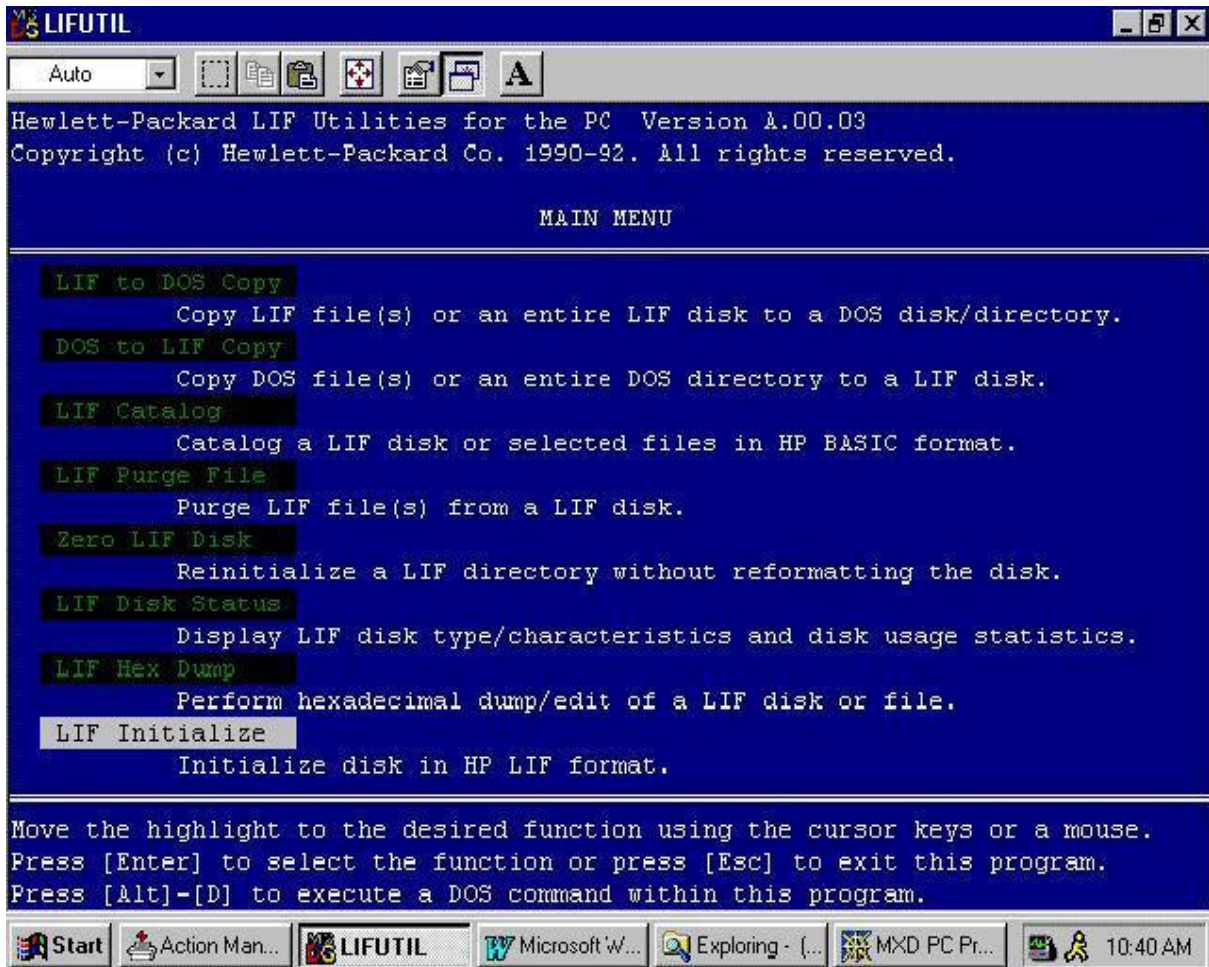 LIFUTIL
Auto
A
Hewlett-Packard LIF Utilities for the PC  Version A.00.03
Copyright (c) Hewlett-Packard Co. 1990-92. All rights reserved.
MAIN MENU
LIF to DOS Copy
Copy LIF file(s) or an entire LIF disk to a DOS disk/directory.
DOS to LIF Copy
Copy DOS file(s) or an entire DOS directory to a LIF disk.
LIF Catalog
Catalog a LIF disk or selected files in HP BASIC format.
LIF Purge File
Purge LIF file(s) from a LIF disk.
Zero LIF Disk
Reinitialize a LIF directory without reformatting the disk.
LIF Disk Status
Display LIF disk type/characteristics and disk usage statistics.
LIF Hex Dump
Perform hexadecimal dump/edit of a LIF disk or file.
LIF Initialize
Initialize disk in HP LIF format.
Move the highlight to the desired function using the cursor keys or a mouse.
Press [Enter] to select the function or press [Esc] to exit this program.
Press [Alt]-[D] to execute a DOS command within this program.
Start Action Man... LIFUTIL Microsoft W... Exploring - (... MXD PC Pr... 10:40 AM